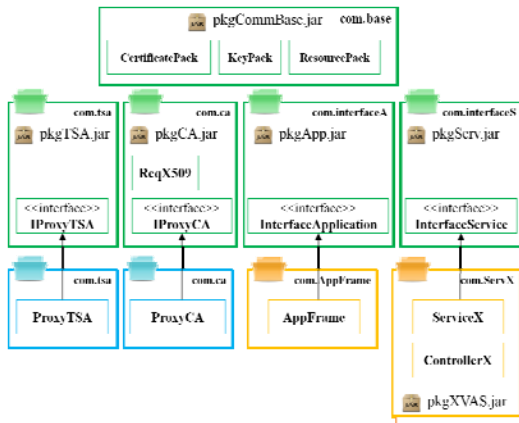 pkgCommBase.jar com.base
CertificatePack KeyPack ResourcePack
com.tsa com.ca com.interfaceA com.interfaceS
pkgTSA.jar pkgCA.jar pkgApp.jar pkgServ.jar
ReqX509
<<interface>> <<interface>> <<interface>> <<interface>>
IProxyTSA IProxyCA InterfaceApplication InterfaceService
com.tsa com.ca com.AppFrame com.ServX
ProxyTSA ProxyCA AppFrame ServiceX
ControllerX
pkgXVAS.jar